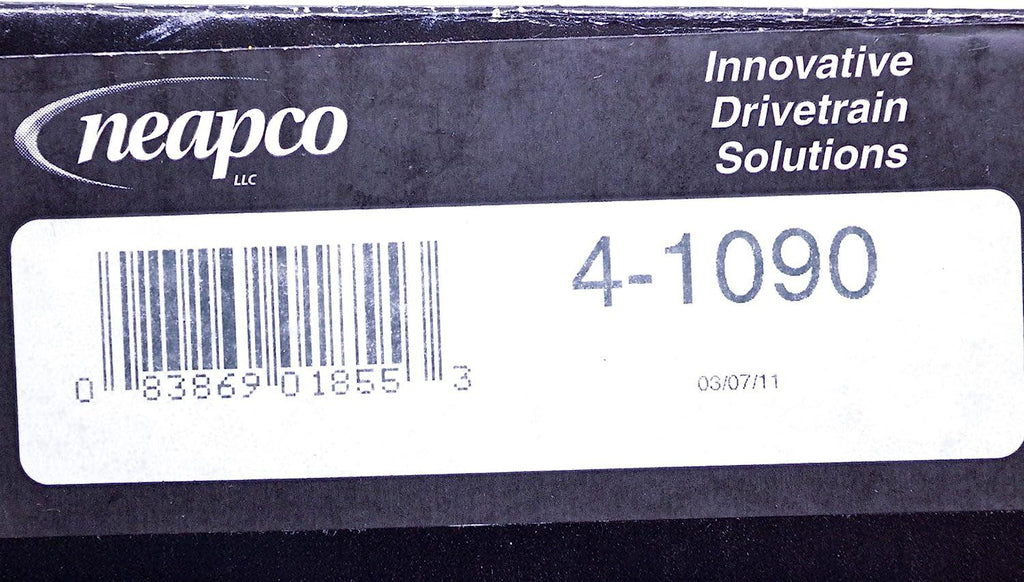 neapco
LLC
Innovative
Drivetrain
Solutions
4-1090
0 83869 01855 3
03/07/11